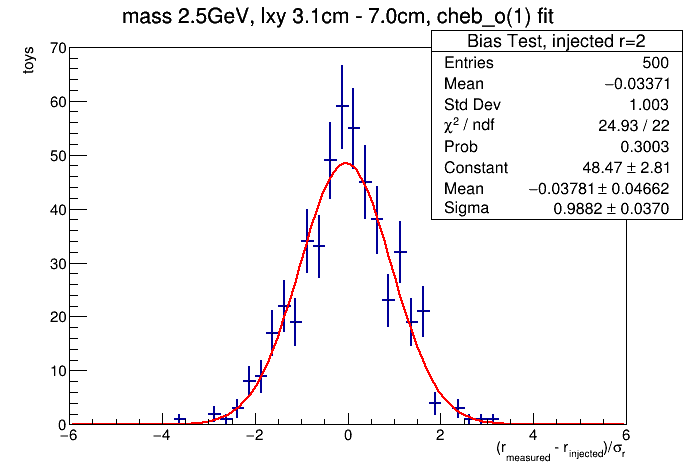 mass 2.5GeV, lxy 3.1cm - 7.0cm, cheb_o(1) fit
Bias Test, injected r=2
Entries 500
Mean −0.03371
Std Dev 1.003
χ² / ndf 24.93 / 22
Prob 0.3003
Constant 48.47 ± 2.81
Mean −0.03781 ± 0.04662
Sigma 0.9882 ± 0.0370
toys
70
60
50
40
30
20
10
0
−6 −4 −2 0 2 4 6
(r_measured - r_injected)/σ_r